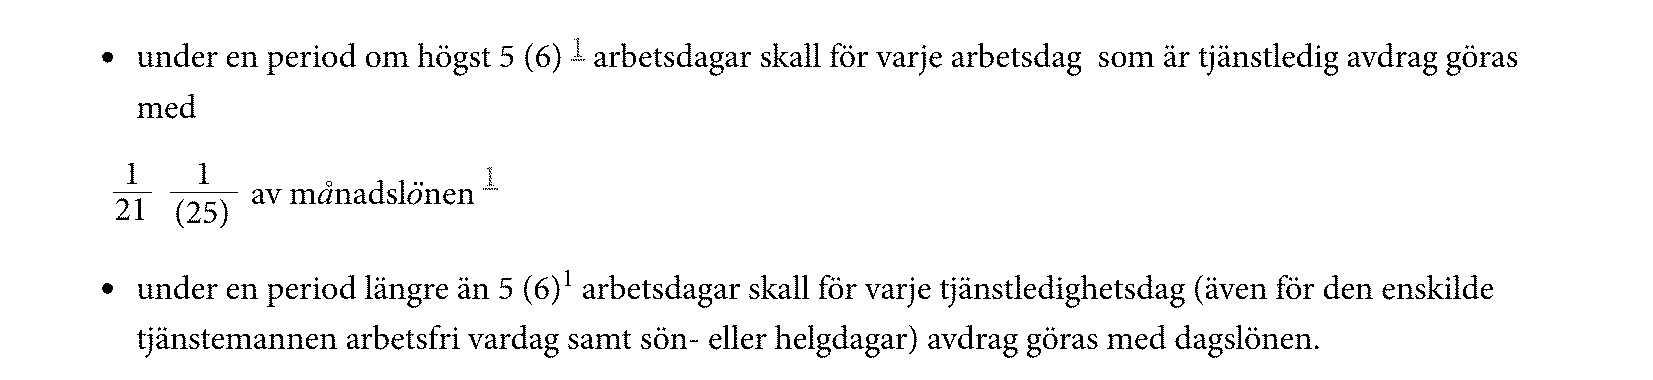 • under en period om högst 5 (6) 1 arbetsdagar skall för varje arbetsdag som är tjänstledig avdrag göras
med
1/21 1/(25) av månadslönen 1
• under en period längre än 5 (6)¹ arbetsdagar skall för varje tjänstledighetsdag (även för den enskilde
tjänstemannen arbetsfri vardag samt sön- eller helgdagar) avdrag göras med dagslönen.